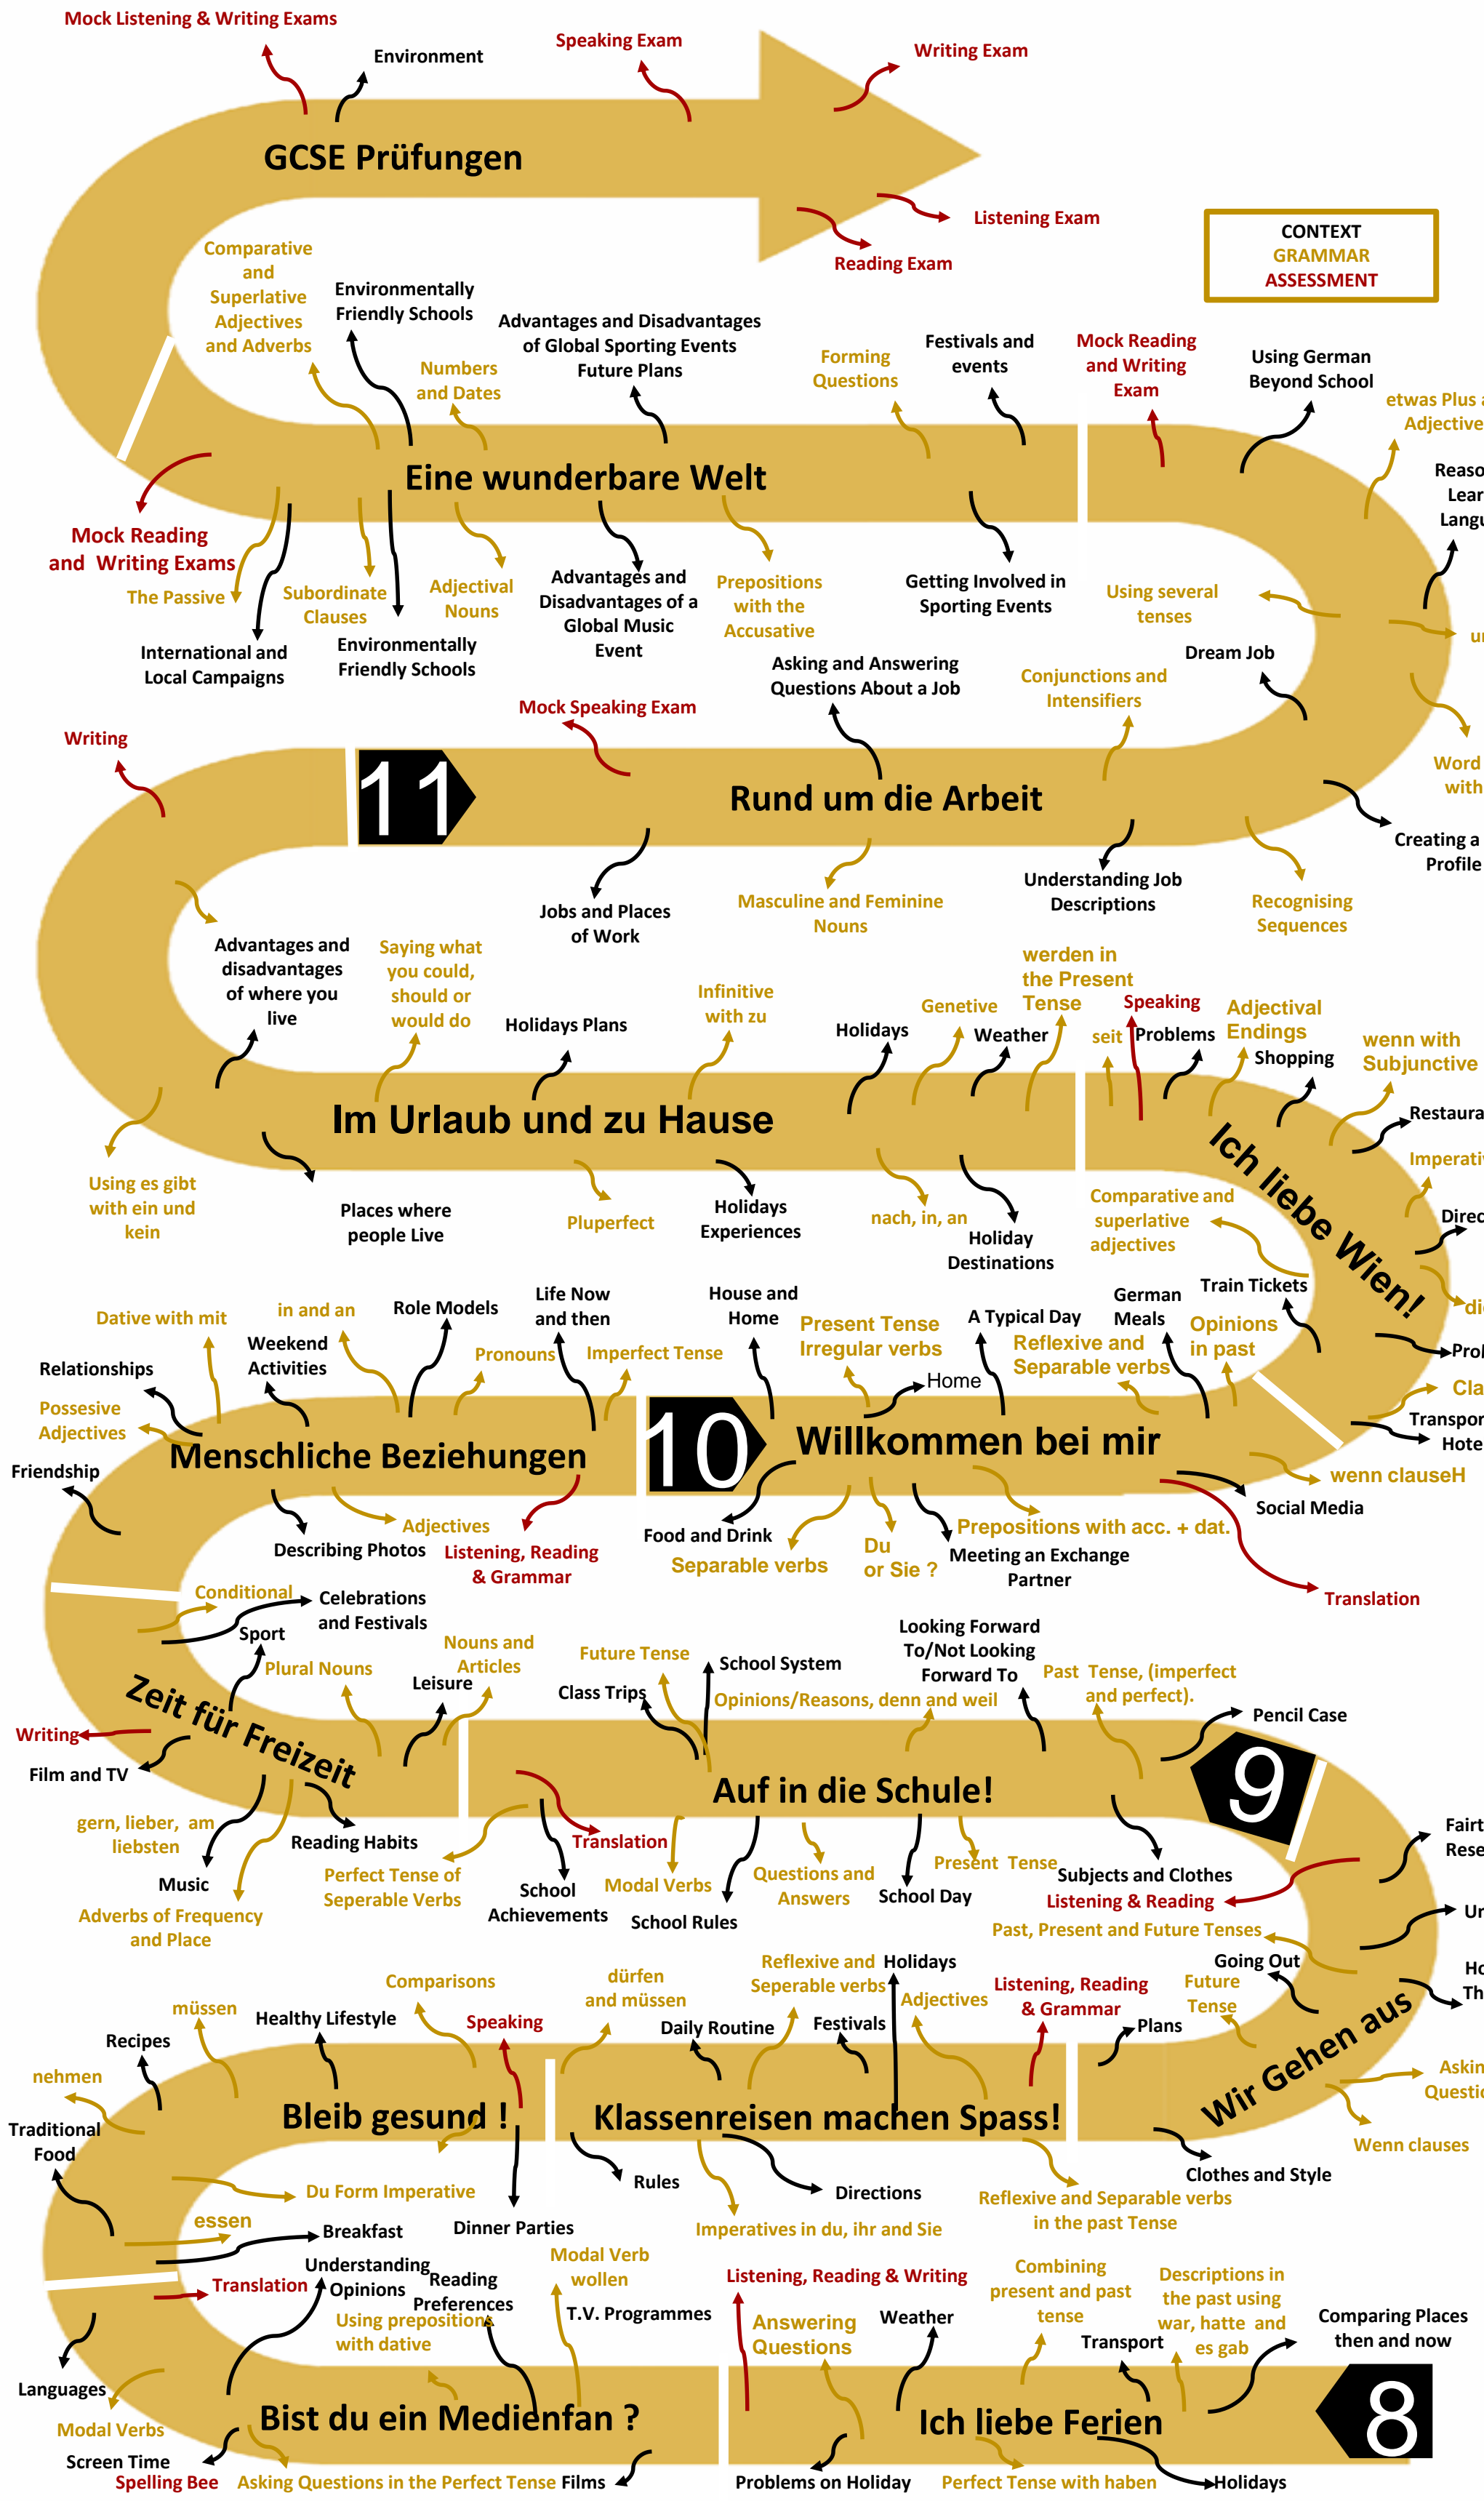 Mock Listening & Writing Exams
Environment
Speaking Exam
Writing Exam
GCSE Prüfungen
Listening Exam
Reading Exam
CONTEXT
GRAMMAR
ASSESSMENT
Comparative
and
Superlative
Adjectives
and Adverbs
Environmentally
Friendly Schools
Numbers
and Dates
Advantages and Disadvantages
of Global Sporting Events
Future Plans
Forming
Questions
Festivals and
events
Mock Reading
and Writing
Exam
Using German
Beyond School
etwas Plus
Adjective
Eine wunderbare Welt
Mock Reading
and Writing Exams
The Passive
International and
Local Campaigns
Subordinate
Clauses
Environmentally
Friendly Schools
Adjectival
Nouns
Advantages and
Disadvantages of a
Global Music
Event
Prepositions
with the
Accusative
Getting Involved in
Sporting Events
Using several
tenses
Dream Job
Conjunctions and
Intensifiers
Asking and Answering
Questions About a Job
Mock Speaking Exam
Writing
Word
with
11
Rund um die Arbeit
Creating a
Profile
Jobs and Places
of Work
Masculine and Feminine
Nouns
Understanding Job
Descriptions
Recognising
Sequences
Advantages and
disadvantages
of where you
live
Saying what
you could,
should or
would do
Holidays Plans
Infinitive
with zu
Holidays
Genetive
Weather
werden in
the Present
Tense
seit
Speaking
Problems
Adjectival
Endings
Shopping
wenn with
Subjunctive
Im Urlaub und zu Hause
Ich liebe Wien!
Using es gibt
with ein und
kein
Places where
people Live
Pluperfect
Holidays
Experiences
nach, in, an
Holiday
Destinations
Comparative and
superlative
adjectives
Train Tickets
Dative with mit
in and an
Role Models
Life Now
and then
House and
Home
Present Tense
Irregular verbs
A Typical Day
German
Meals
Reflexive and
Separable verbs
Opinions
in past
Relationships
Weekend
Activities
Pronouns
Imperfect Tense
Home
Possesive
Adjectives
Menschliche Beziehungen
10
Willkommen bei mir
Friendship
wenn clauseH
Social Media
Adjectives
Describing Photos
Listening, Reading
& Grammar
Food and Drink
Separable verbs
Du
or Sie ?
Prepositions with acc. + dat.
Meeting an Exchange
Partner
Translation
Conditional
Celebrations
and Festivals
Sport
Plural Nouns
Leisure
Nouns and
Articles
Future Tense
Class Trips
School System
Opinions/Reasons, denn and weil
Looking Forward
To/Not Looking
Forward To
Past Tense, (imperfect
and perfect).
Pencil Case
Zeit für Freizeit
Writing
Film and TV
Auf in die Schule!
9
gern, lieber, am
liebsten
Music
Reading Habits
Adverbs of Frequency
and Place
Perfect Tense of
Seperable Verbs
School
Achievements
Translation
Modal Verbs
School Rules
Questions and
Answers
School Day
Present Tense
Subjects and Clothes
Listening & Reading
Past, Present and Future Tenses
Going Out
Future
Tense
Wir Gehen aus
müssen
Healthy Lifestyle
Comparisons
Speaking
dürfen
and müssen
Daily Routine
Reflexive and
Seperable verbs
Festivals
Holidays
Adjectives
Listening, Reading
& Grammar
Plans
Recipes
nehmen
Traditional
Food
Bleib gesund !
Klassenreisen machen Spass!
Wenn clauses
Clothes and Style
Du Form Imperative
essen
Breakfast
Dinner Parties
Rules
Directions
Imperatives in du, ihr and Sie
Reflexive and Separable verbs
in the past Tense
Translation
Understanding
Opinions
Reading
Preferences
Using prepositions
with dative
Modal Verb
wollen
T.V. Programmes
Listening, Reading & Writing
Answering
Questions
Weather
Combining
present and past
tense
Transport
Descriptions in
the past using
war, hatte and
es gab
Comparing Places
then and now
Languages
Modal Verbs
Bist du ein Medienfan ?
Ich liebe Ferien
8
Screen Time
Spelling Bee
Asking Questions in the Perfect Tense
Films
Problems on Holiday
Perfect Tense with haben
Holidays